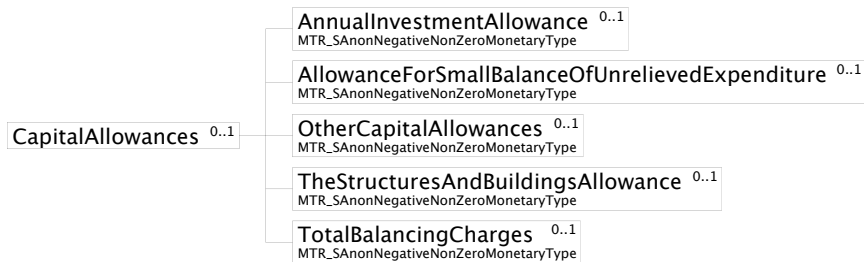 AnnualInvestmentAllowance 0..1
MTR_SAnonNegativeNonZeroMonetaryType
AllowanceForSmallBalanceOfUnrelievedExpenditure 0..1
MTR_SAnonNegativeNonZeroMonetaryType
CapitalAllowances 0..1
OtherCapitalAllowances 0..1
MTR_SAnonNegativeNonZeroMonetaryType
TheStructuresAndBuildingsAllowance 0..1
MTR_SAnonNegativeNonZeroMonetaryType
TotalBalancingCharges 0..1
MTR_SAnonNegativeNonZeroMonetaryType